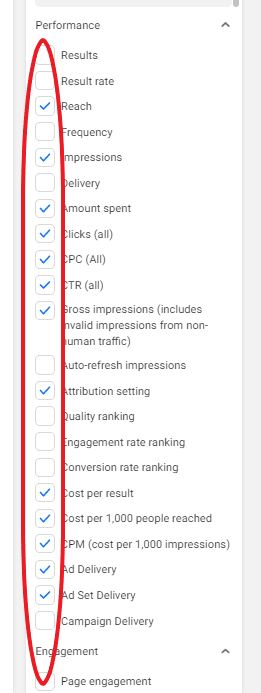 Performance
Results
Result rate
Reach
Frequency
Impressions
Delivery
Amount spent
Clicks (all)
CPC (All)
CTR (all)
Gross impressions (includes
invalid impressions from non-
human traffic)
Auto-refresh impressions
Attribution setting
Quality ranking
Engagement rate ranking
Conversion rate ranking
Cost per result
Cost per 1,000 people reached
CPM (cost per 1,000 impressions)
Ad Delivery
Ad Set Delivery
Campaign Delivery
Engagement
Page engagement